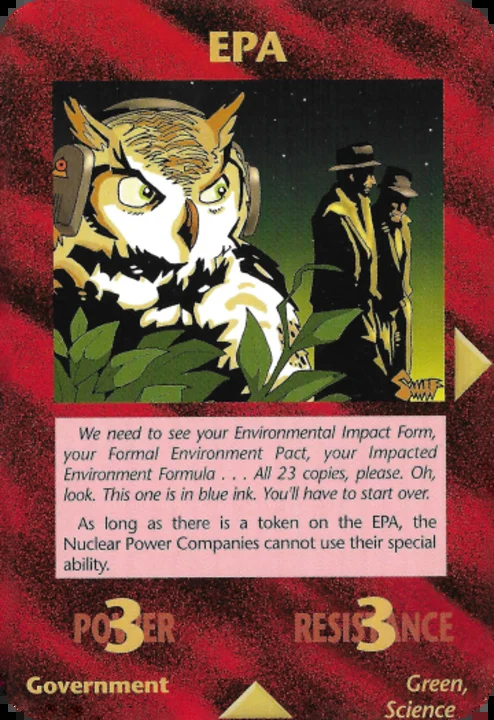 EPA
We need to see your Environmental Impact Form,
your Formal Environment Pact, your Impacted
Environment Formula . . . All 23 copies, please. Oh,
look. This one is in blue ink. You'll have to start over.
As long as there is a token on the EPA, the
Nuclear Power Companies cannot use their special
ability.
POWER
3
RESISTANCE
3
Government
Green,
Science